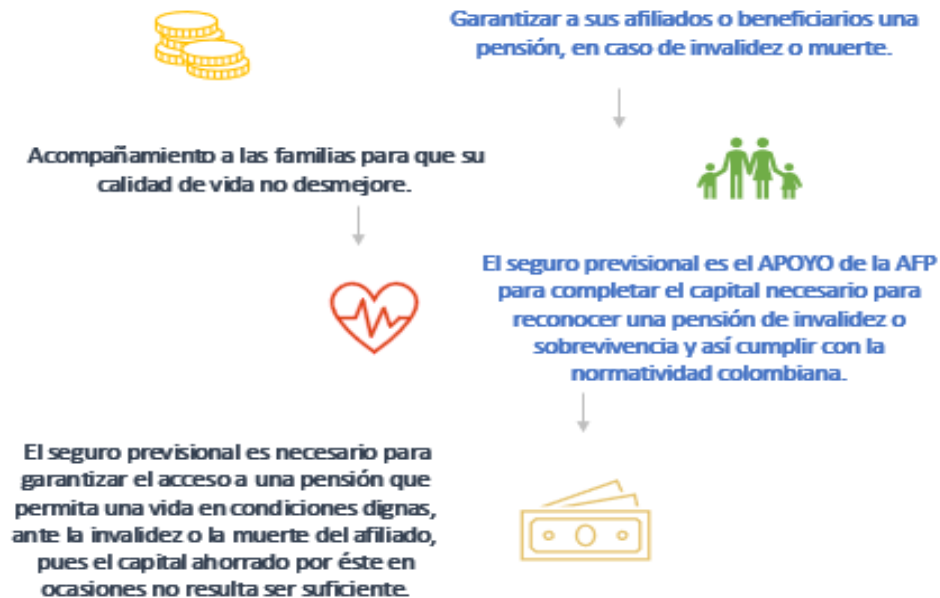 Garantizar a sus afiliados o beneficiarios una
pensión, en caso de invalidez o muerte.
Acompañamiento a las familias para que su
calidad de vida no desmejore.
El seguro previsional es el APOYO de la AFP
para completar el capital necesario para
reconocer una pensión de invalidez o
sobrevivencia y así cumplir con la
normatividad colombiana.
El seguro previsional es necesario para
garantizar el acceso a una pensión que
permita una vida en condiciones dignas,
ante la invalidez o la muerte del afiliado,
pues el capital ahorrado por éste en
ocasiones no resulta ser suficiente.